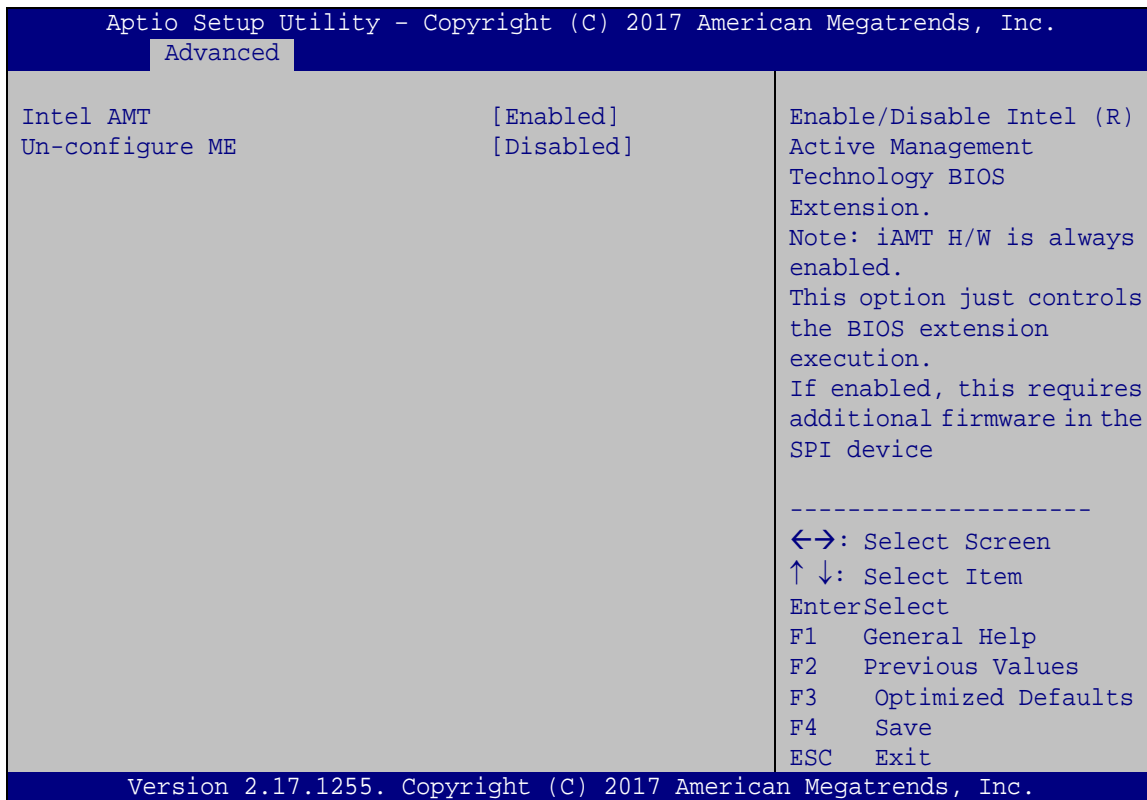 Aptio Setup Utility – Copyright (C) 2017 American Megatrends, Inc.
Advanced
Intel AMT [Enabled]
Un-configure ME [Disabled]
Enable/Disable Intel (R)
Active Management
Technology BIOS
Extension.
Note: iAMT H/W is always
enabled.
This option just controls
the BIOS extension
execution.
If enabled, this requires
additional firmware in the
SPI device
---------------------
←→: Select Screen
↑ ↓: Select Item
EnterSelect
F1 General Help
F2 Previous Values
F3 Optimized Defaults
F4 Save
ESC Exit
Version 2.17.1255. Copyright (C) 2017 American Megatrends, Inc.